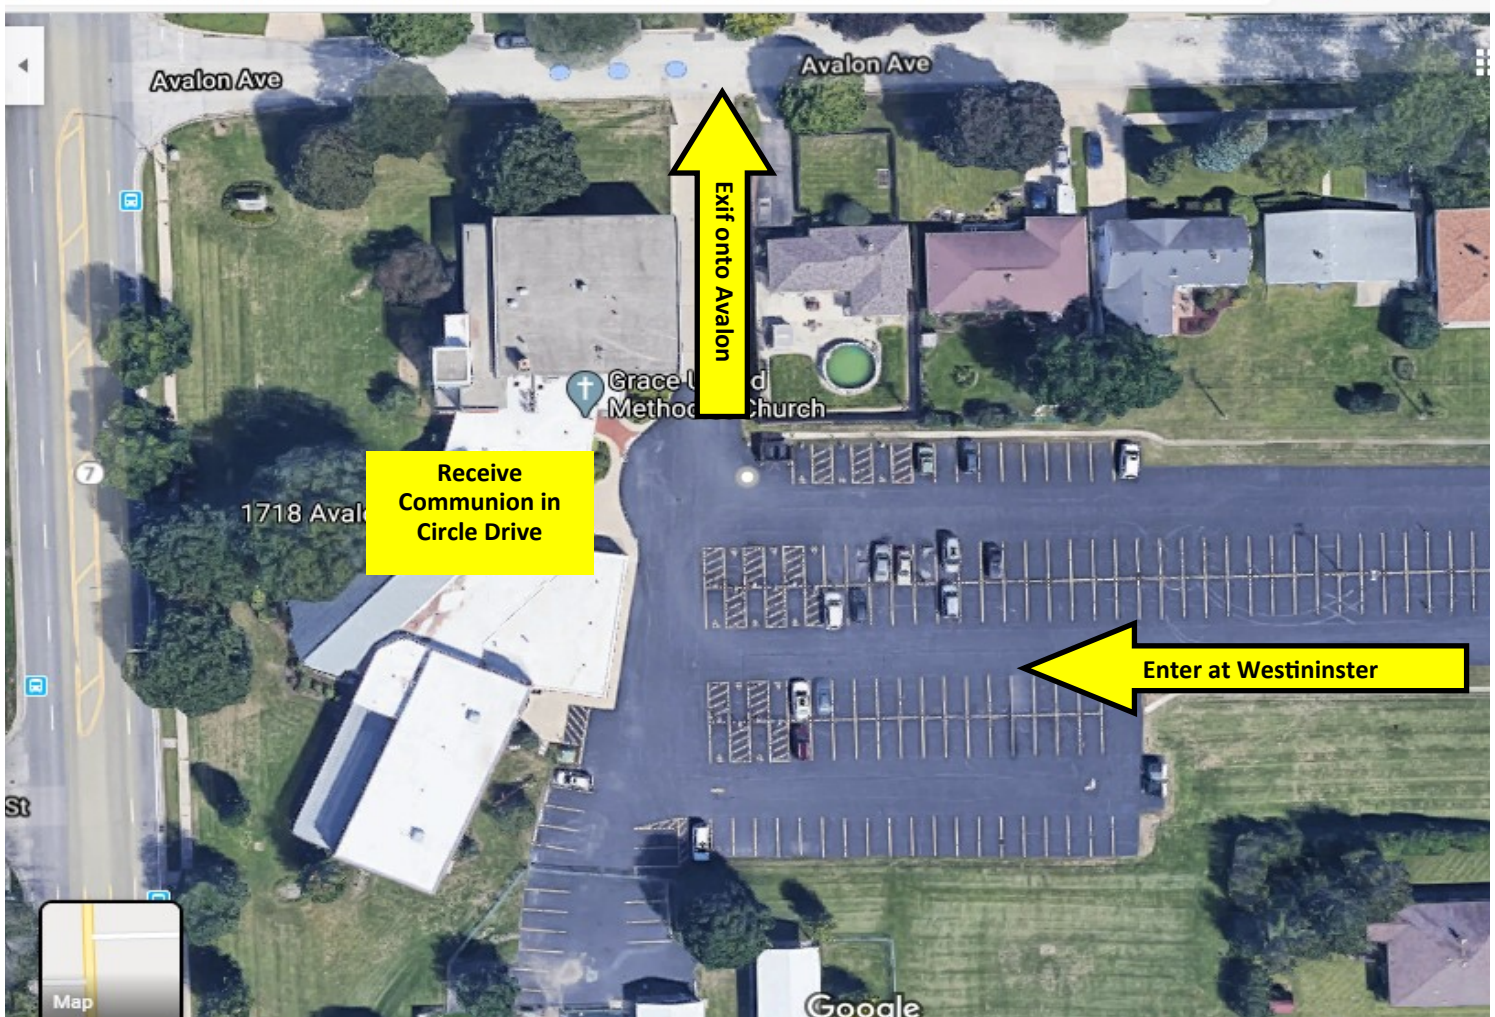 Avalon Ave
Avalon Ave
Exif onto Avalon
Grace U d
Method Church
7
Receive
Communion in
Circle Drive
1718 Aval
Enter at Westininster
St
Map
Google